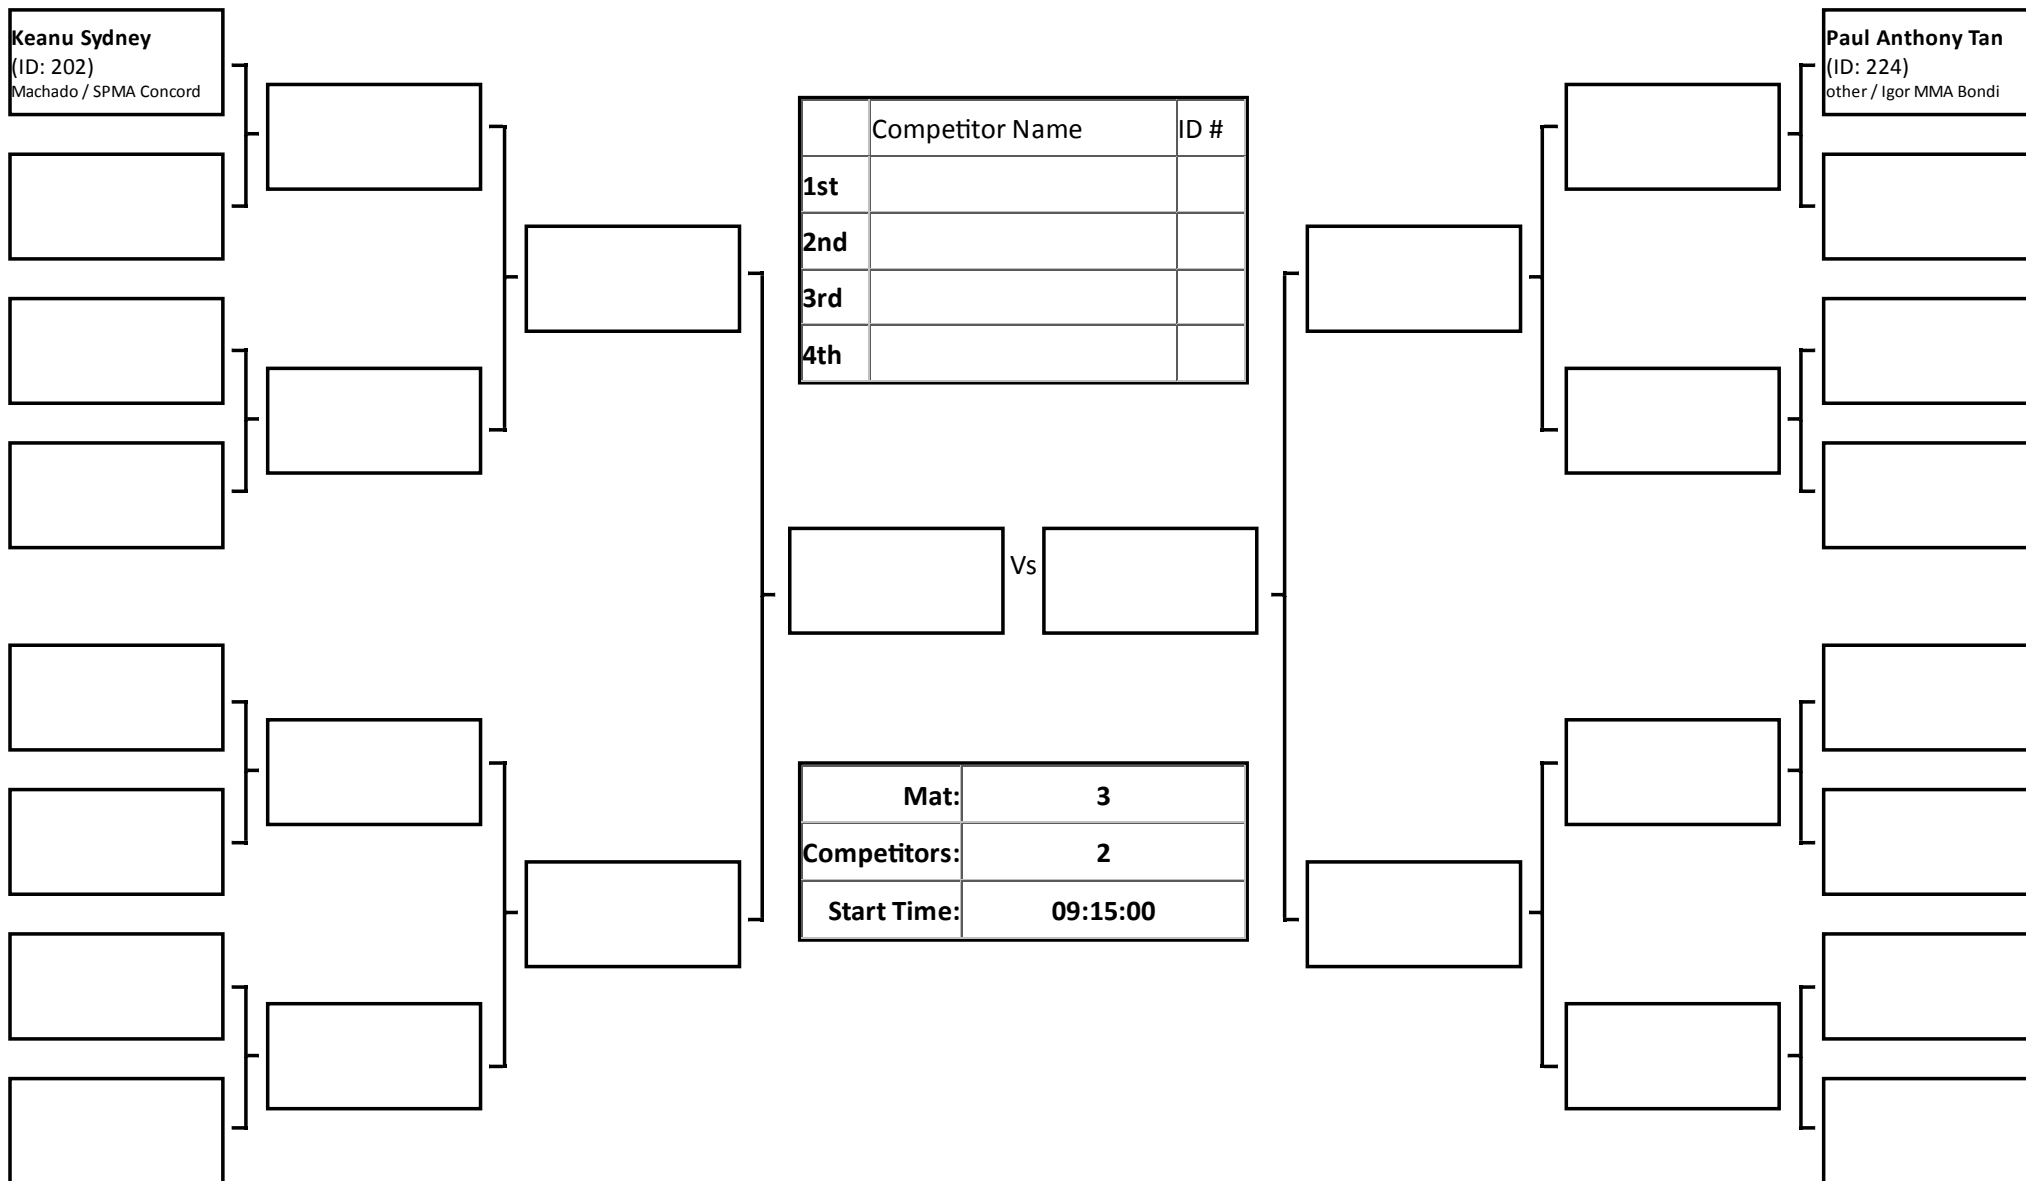 Keanu Sydney
(ID: 202)
Machado / SPMA Concord
Paul Anthony Tan
(ID: 224)
other / Igor MMA Bondi
Competitor Name ID #
1st
2nd
3rd
4th
Vs
Mat: 3
Competitors: 2
Start Time: 09:15:00